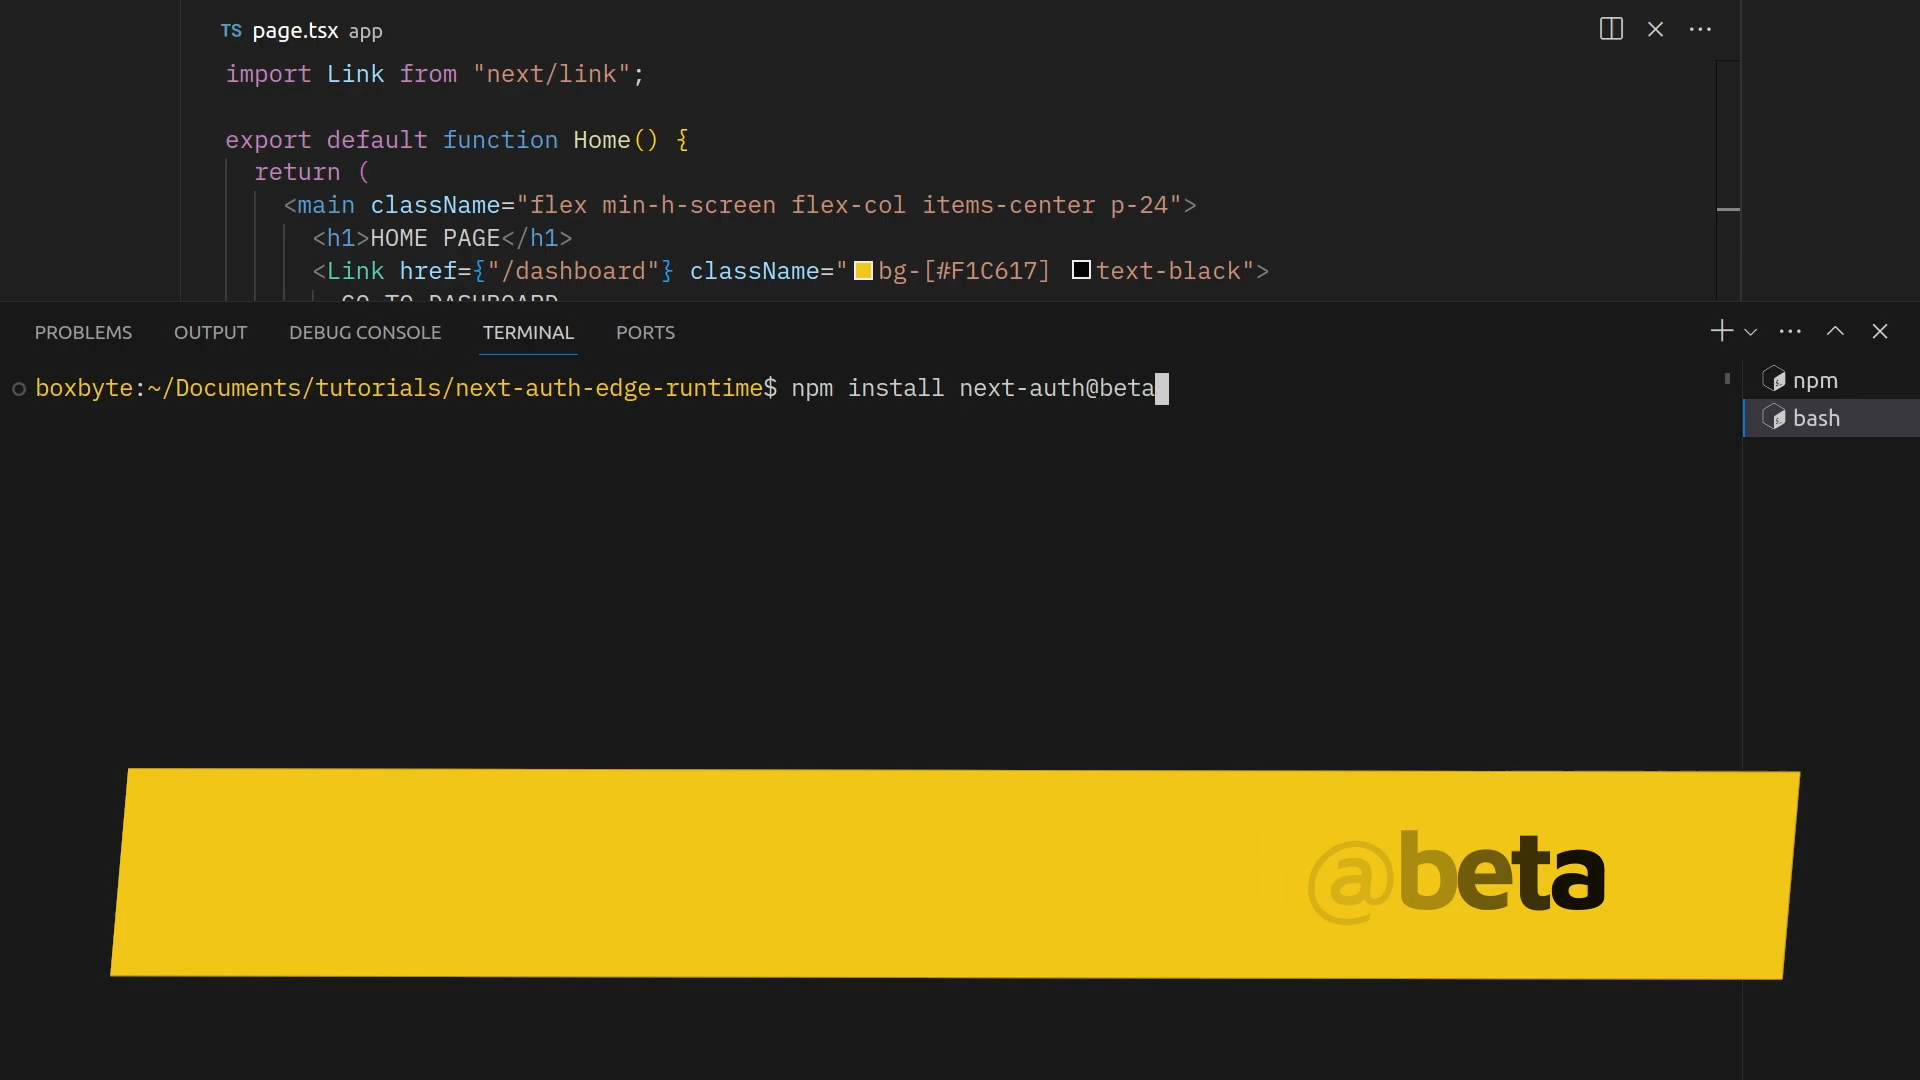 TS page.tsx app
import Link from "next/link";
export default function Home() {
return (
<main className="flex min-h-screen flex-col items-center p-24">
<h1>HOME PAGE</h1>
<Link href={"/dashboard"} className="bg-[#F1C617] text-black">
GO TO DASHBOARD
PROBLEMS OUTPUT DEBUG CONSOLE TERMINAL PORTS
boxbyte:~/Documents/tutorials/next-auth-edge-runtime$ npm install next-auth@beta
npm
bash
h@beta